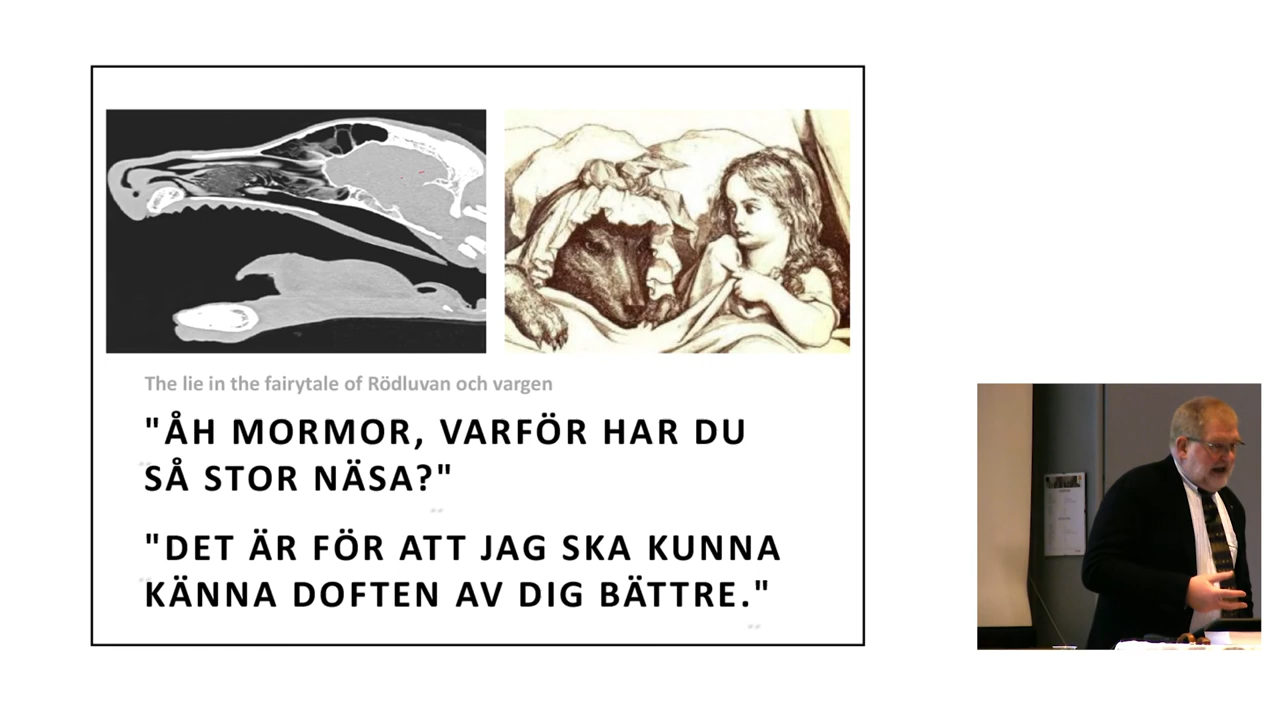 The lie in the fairytale of Rödluvan och vargen
"ÅH MORMOR, VARFÖR HAR DU
SÅ STOR NÄSA?"
"DET ÄR FÖR ATT JAG SKA KUNNA
KÄNNA DOFTEN AV DIG BÄTTRE."